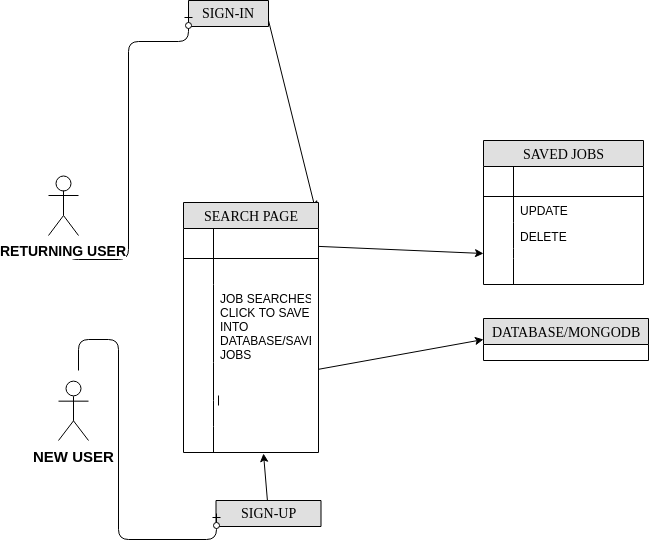 SIGN-IN
SAVED JOBS
UPDATE
DELETE
RETURNING USER
SEARCH PAGE
JOB SEARCHES
CLICK TO SAVE
INTO
DATABASE/SAVI
JOBS
DATABASE/MONGODB
NEW USER
SIGN-UP